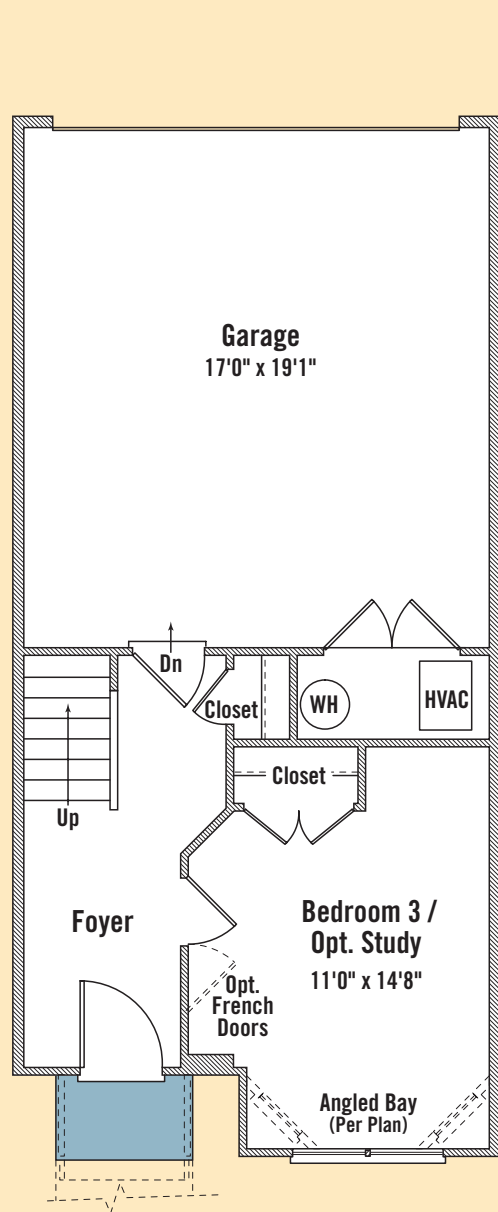 Garage
17'0" x 19'1"
Dn
Closet
WH
HVAC
Closet
Up
Foyer
Bedroom 3 /
Opt. Study
11'0" x 14'8"
Opt.
French
Doors
Angled Bay
(Per Plan)